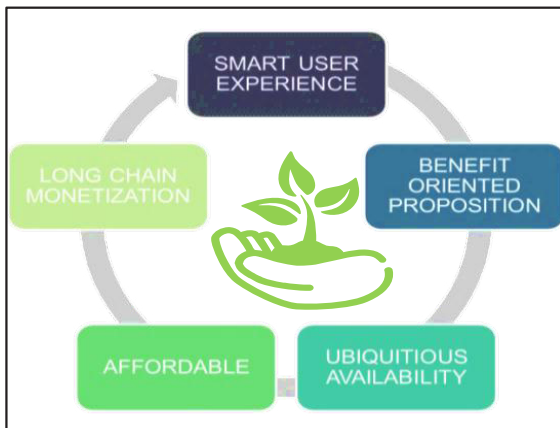 SMART USER
EXPERIENCE
BENEFIT
ORIENTED
PROPOSITION
UBIQUITIOUS
AVAILABILITY
AFFORDABLE
LONG CHAIN
MONETIZATION